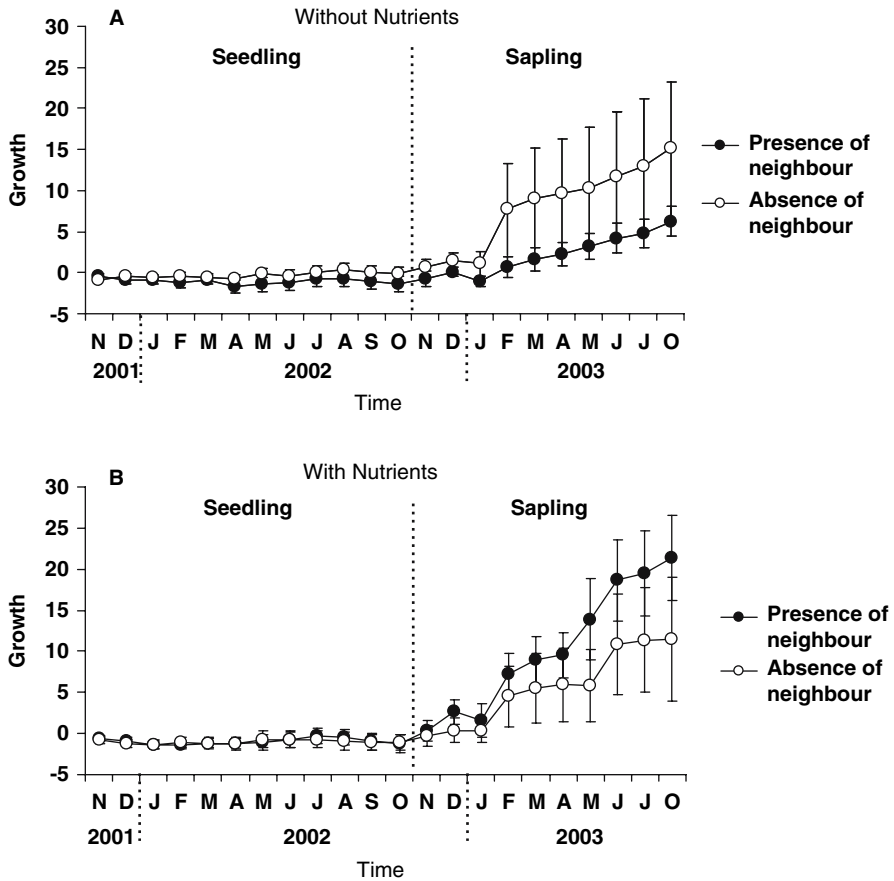 A
Without Nutrients
30
25
20
15
10
5
0
-5
Growth
Seedling
Sapling
Presence of
neighbour
Absence of
neighbour
N D J F M A M J J A S O N D J F M A M J J O
2001 2002 2003
Time
B
With Nutrients
30
25
20
15
10
5
0
-5
Growth
Seedling
Sapling
Presence of
neighbour
Absence of
neighbour
N D J F M A M J J A S O N D J F M A M J J O
2001 2002 2003
Time